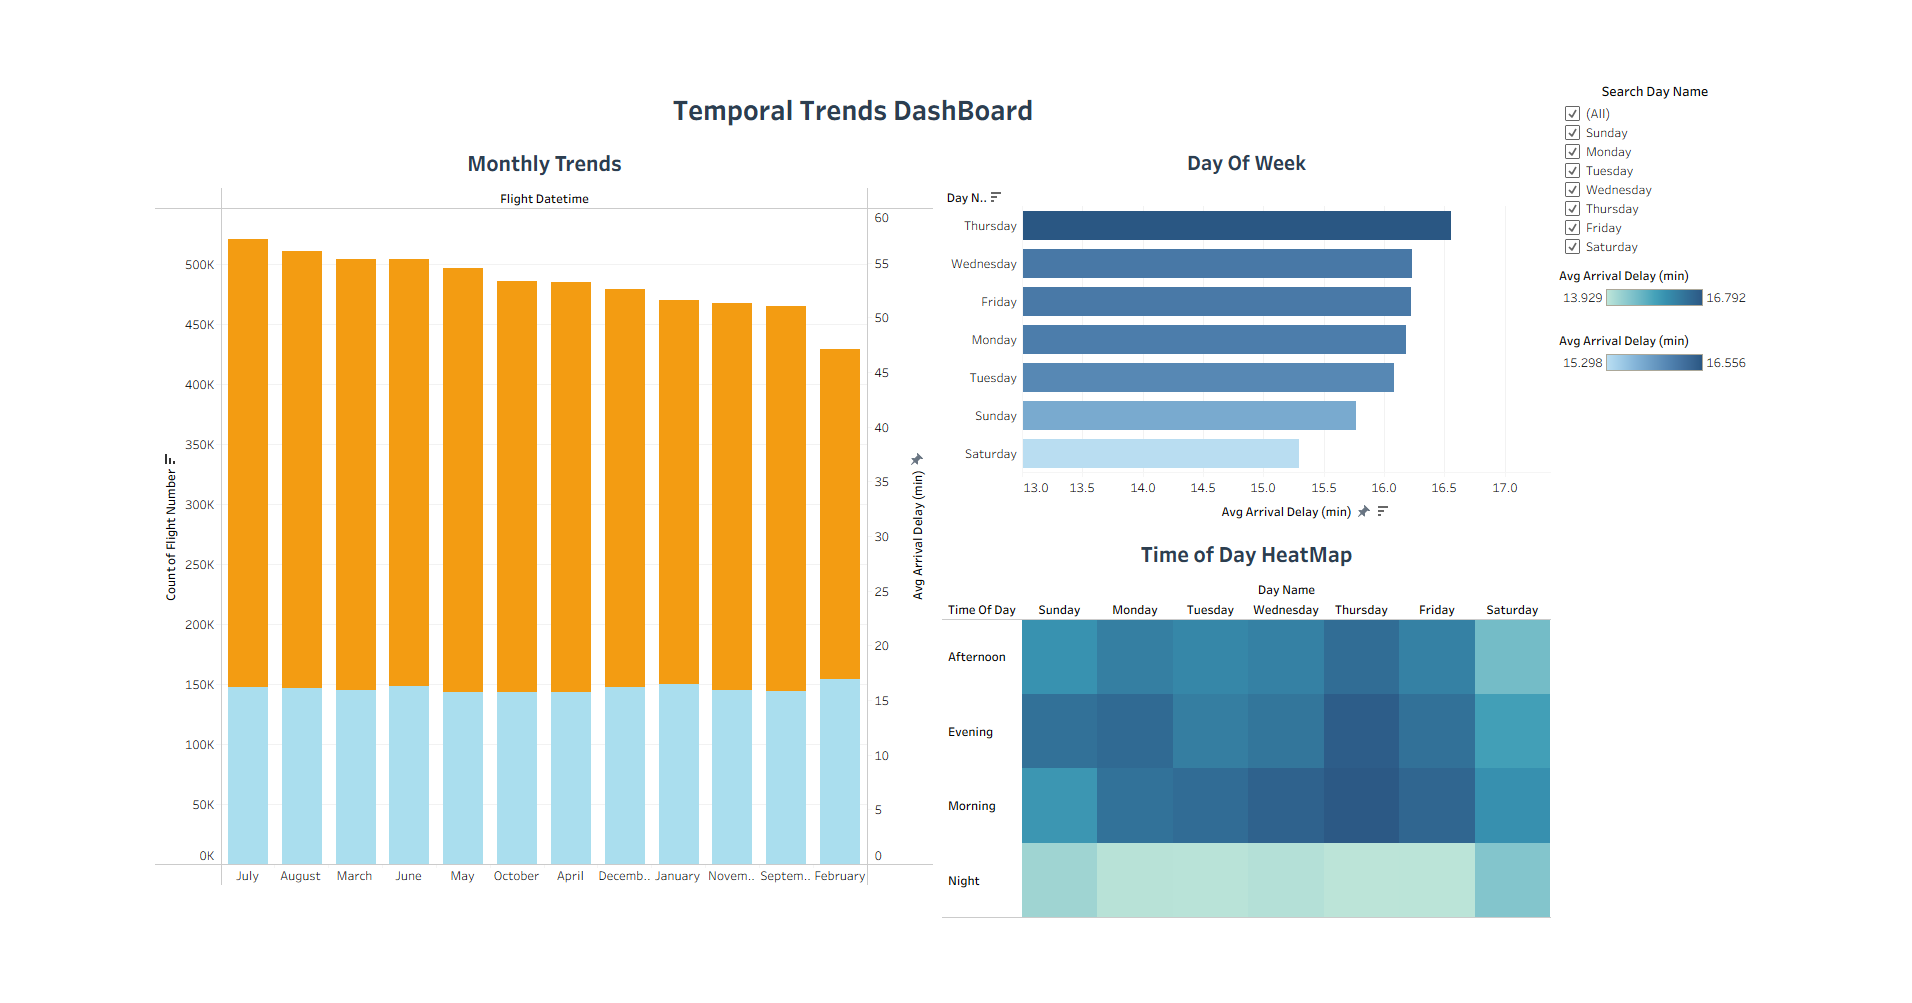 Temporal Trends DashBoard
Monthly Trends
Flight Datetime
Count of Flight Number
500K
450K
400K
350K
300K
250K
200K
150K
100K
50K
0K
60
55
50
45
40
35
30
25
20
15
10
5
0
Avg Arrival Delay (min)
July August March June May October April Decemb.. January Novem.. Septem.. February
Day Of Week
Day N..
Thursday
Wednesday
Friday
Monday
Tuesday
Sunday
Saturday
13.0 13.5 14.0 14.5 15.0 15.5 16.0 16.5 17.0
Avg Arrival Delay (min)
Time of Day HeatMap
Day Name
Time Of Day Sunday Monday Tuesday Wednesday Thursday Friday Saturday
Afternoon
Evening
Morning
Night
Search Day Name
(All)
Sunday
Monday
Tuesday
Wednesday
Thursday
Friday
Saturday
Avg Arrival Delay (min)
13.929 16.792
Avg Arrival Delay (min)
15.298 16.556